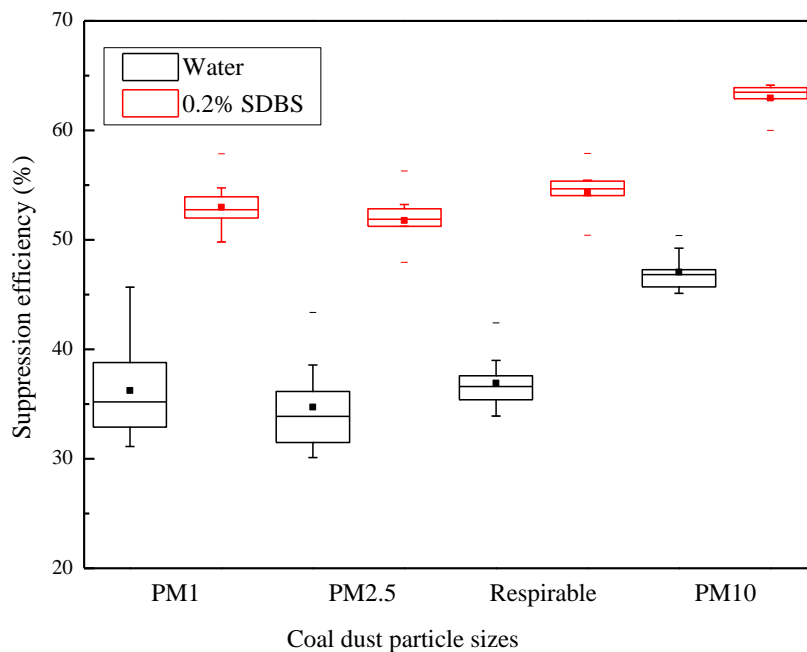 70
60
50
40
30
20
Suppression efficiency (%)
Water
0.2% SDBS
PM1 PM2.5 Respirable PM10
Coal dust particle sizes